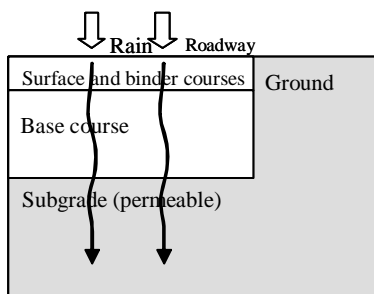 Rain Roadway
Surface and binder courses
Ground
Base course
Subgrade (permeable)